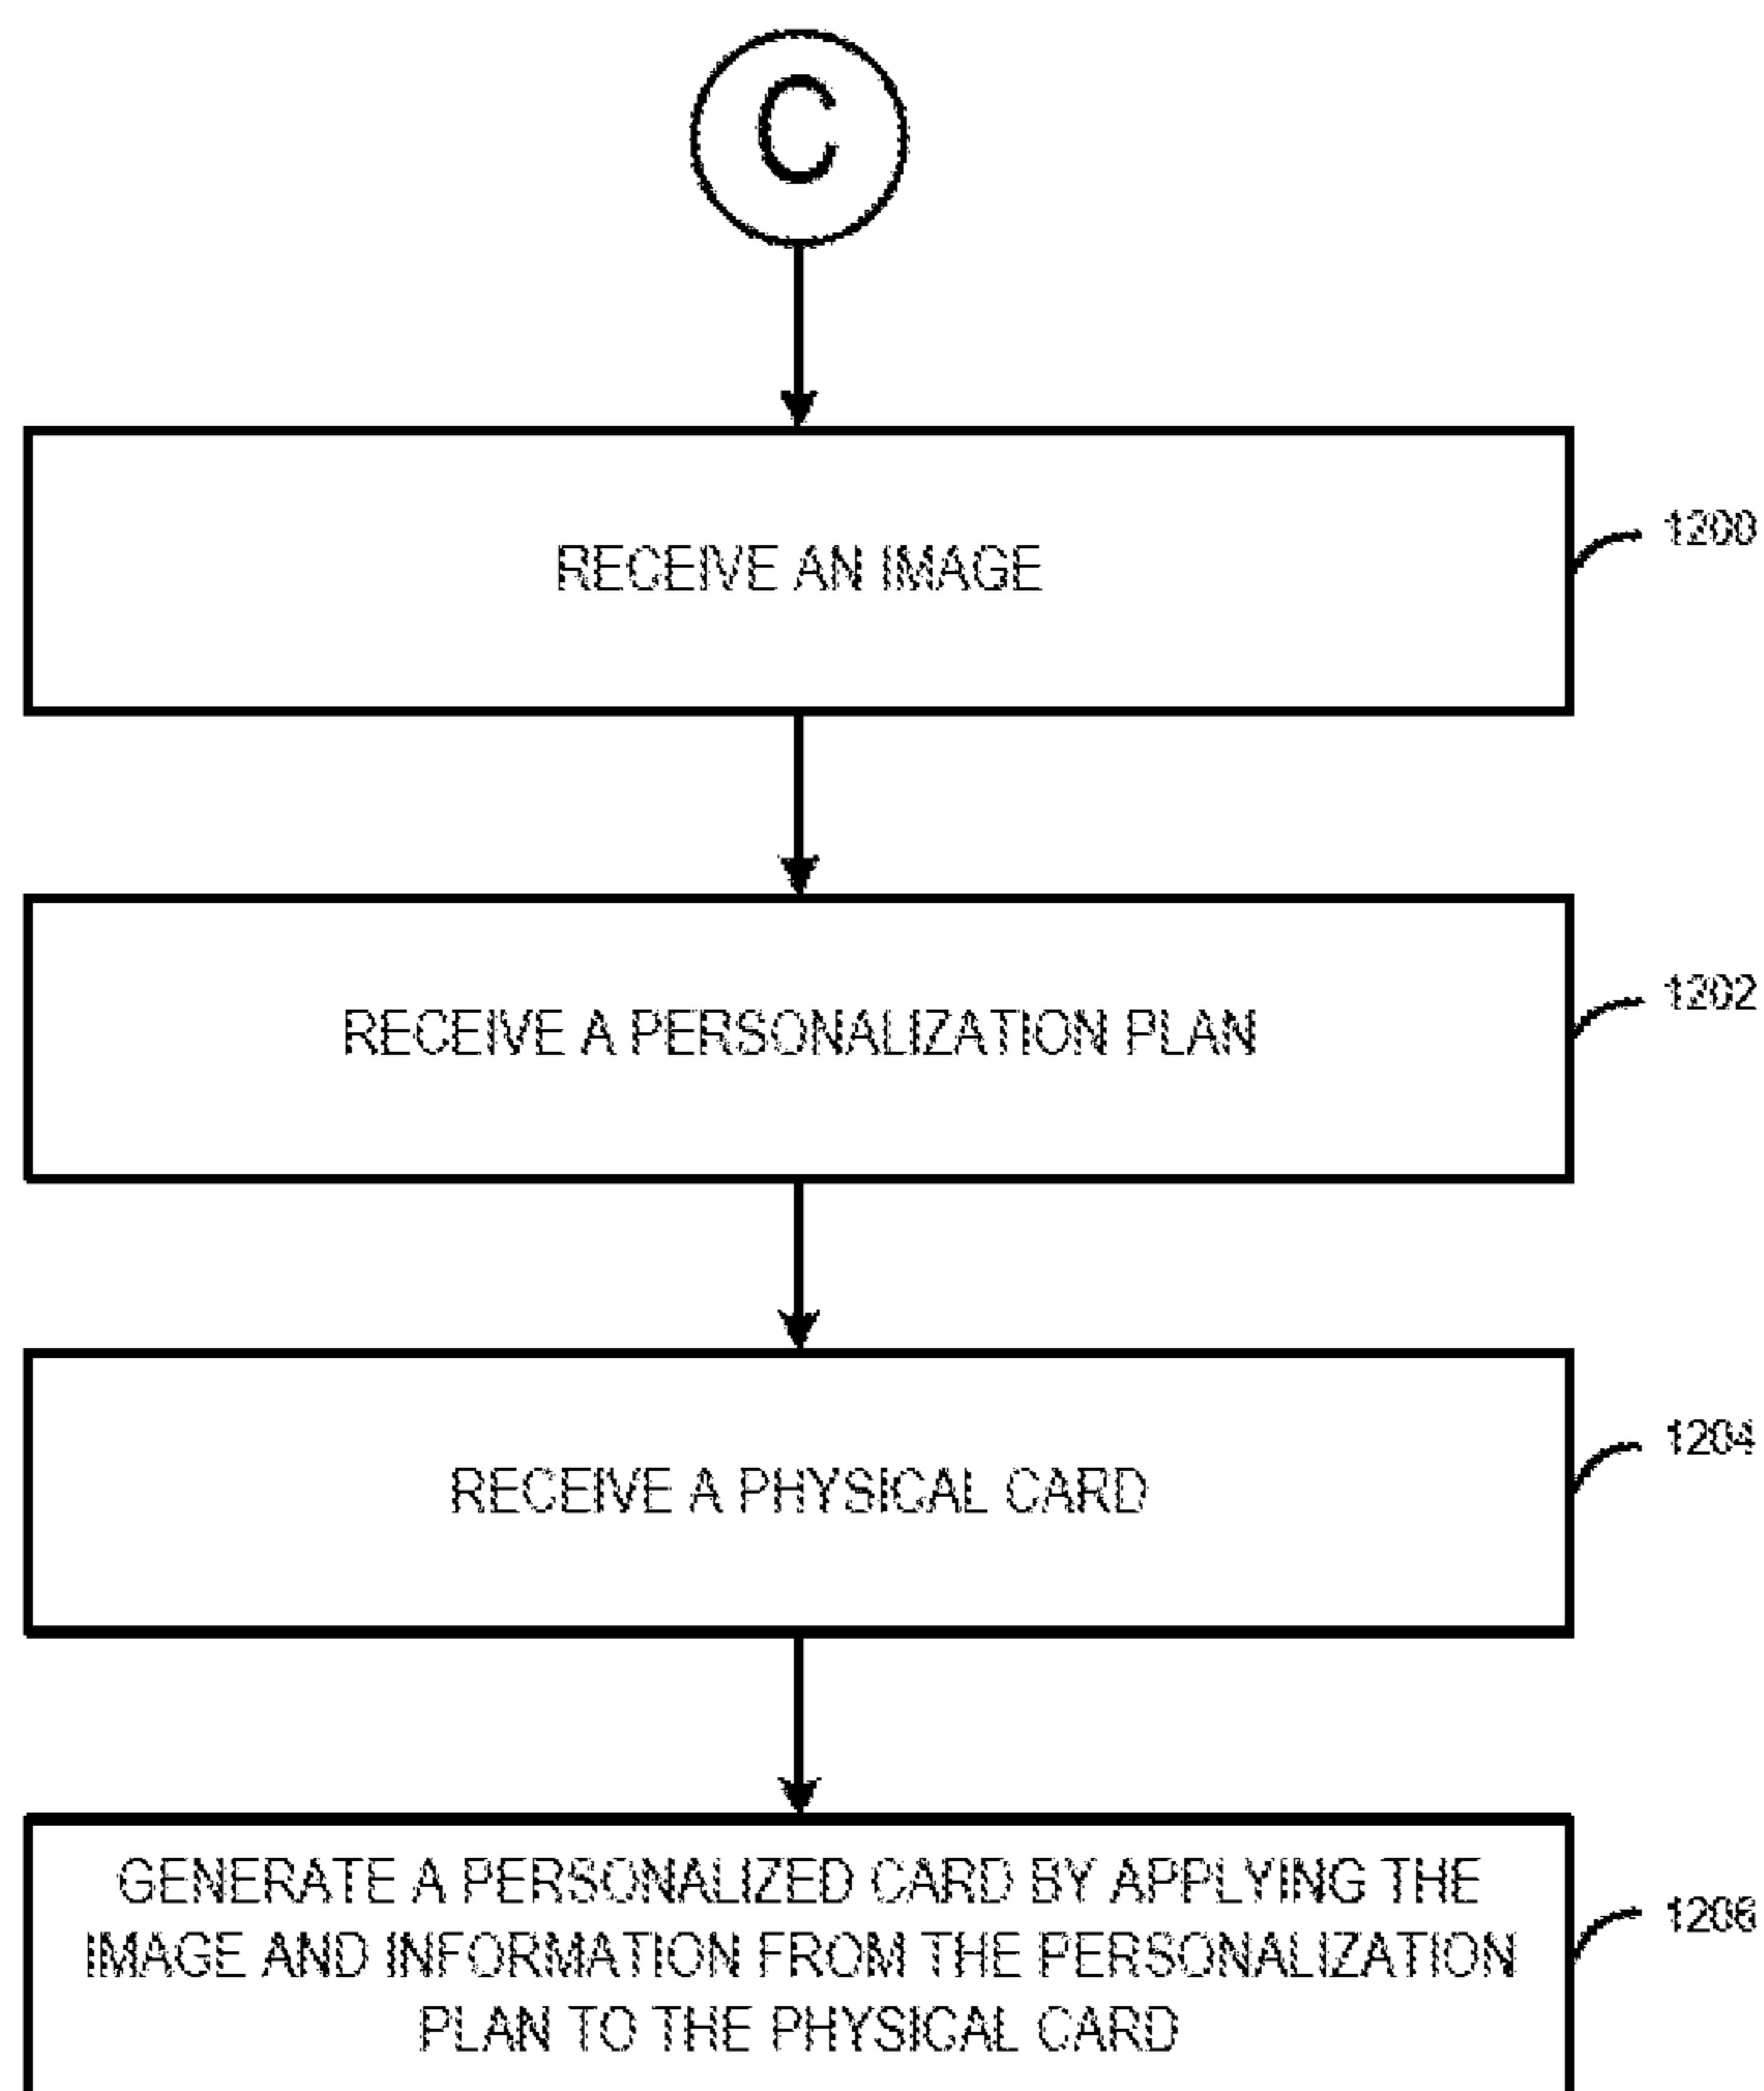 C
RECEIVE AN IMAGE
1200
RECEIVE A PERSONALIZATION PLAN
1202
RECEIVE A PHYSICAL CARD
1204
GENERATE A PERSONALIZED CARD BY APPLYING THE
IMAGE AND INFORMATION FROM THE PERSONALIZATION
PLAN TO THE PHYSICAL CARD
1206